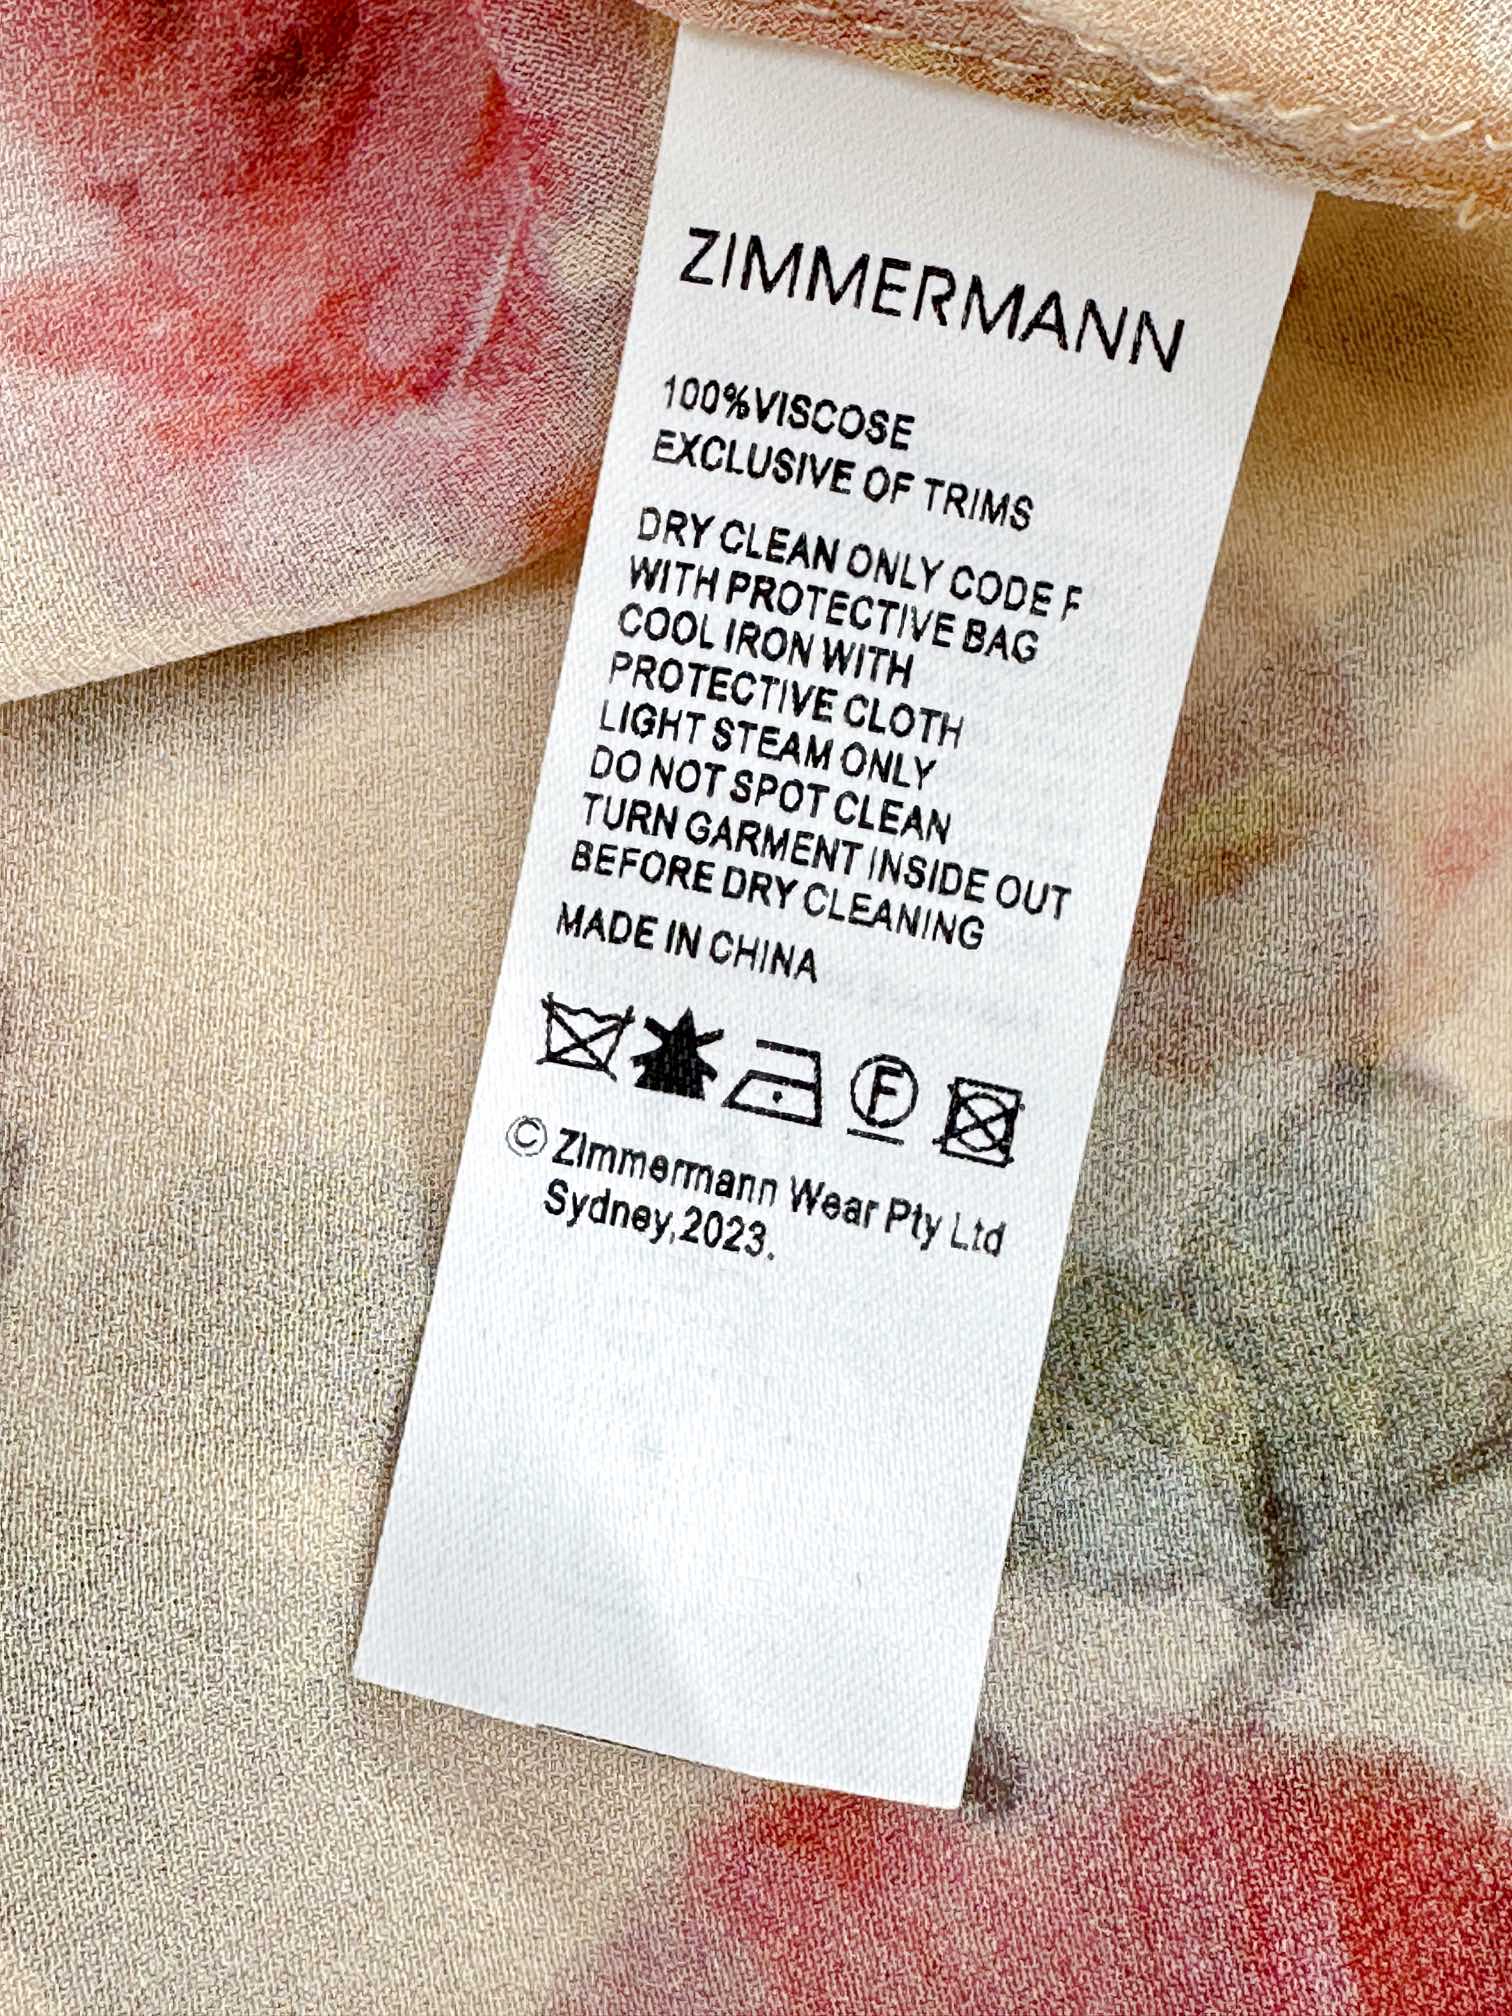 ZIMMERMANN
100%VISCOSE
EXCLUSIVE OF TRIMS
DRY CLEAN ONLY CODE F
WITH PROTECTIVE BAG
COOL IRON WITH
PROTECTIVE CLOTH
LIGHT STEAM ONLY
DO NOT SPOT CLEAN
TURN GARMENT INSIDE OUT
BEFORE DRY CLEANING
MADE IN CHINA
F
© Zimmermann Wear Pty Ltd
Sydney,2023.